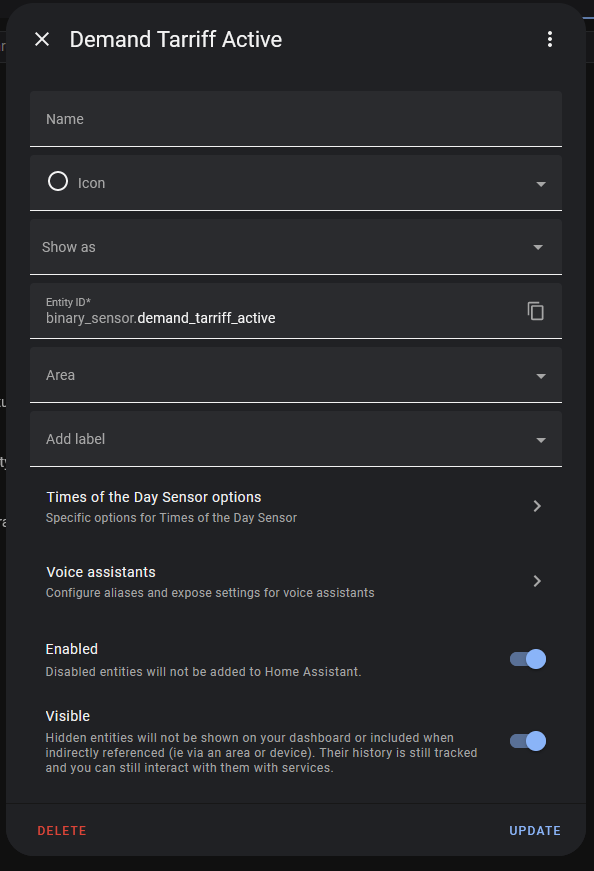 Demand Tarriff Active
Name
Icon
Show as
Entity ID*
binary_sensor.demand_tarriff_active
Area
Add label
Times of the Day Sensor options
Specific options for Times of the Day Sensor
Voice assistants
Configure aliases and expose settings for voice assistants
Enabled
Disabled entities will not be added to Home Assistant.
Visible
Hidden entities will not be shown on your dashboard or included when
indirectly referenced (ie via an area or device). Their history is still tracked
and you can still interact with them with services.
DELETE
UPDATE